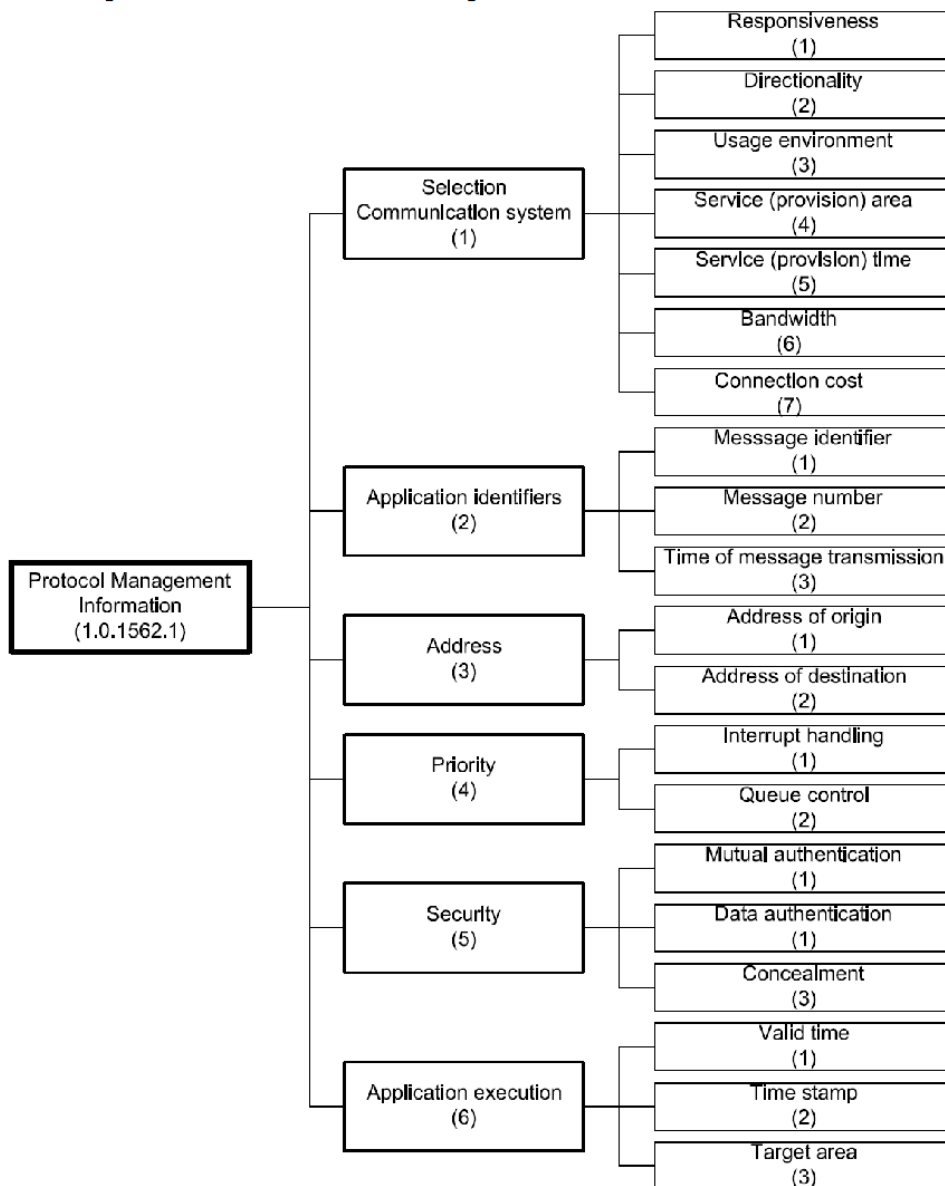 Responsiveness
(1)
Directionality
(2)
Usage environment
(3)
Selection
Communication system
(1)
Service (provision) area
(4)
Service (provision) time
(5)
Bandwidth
(6)
Connection cost
(7)
Application identifiers
(2)
Messsage identifier
(1)
Message number
(2)
Time of message transmission
(3)
Protocol Management
Information
(1.0.1562.1)
Address
(3)
Address of origin
(1)
Address of destination
(2)
Priority
(4)
Interrupt handling
(1)
Queue control
(2)
Security
(5)
Mutual authentication
(1)
Data authentication
(1)
Concealment
(3)
Application execution
(6)
Valid time
(1)
Time stamp
(2)
Target area
(3)